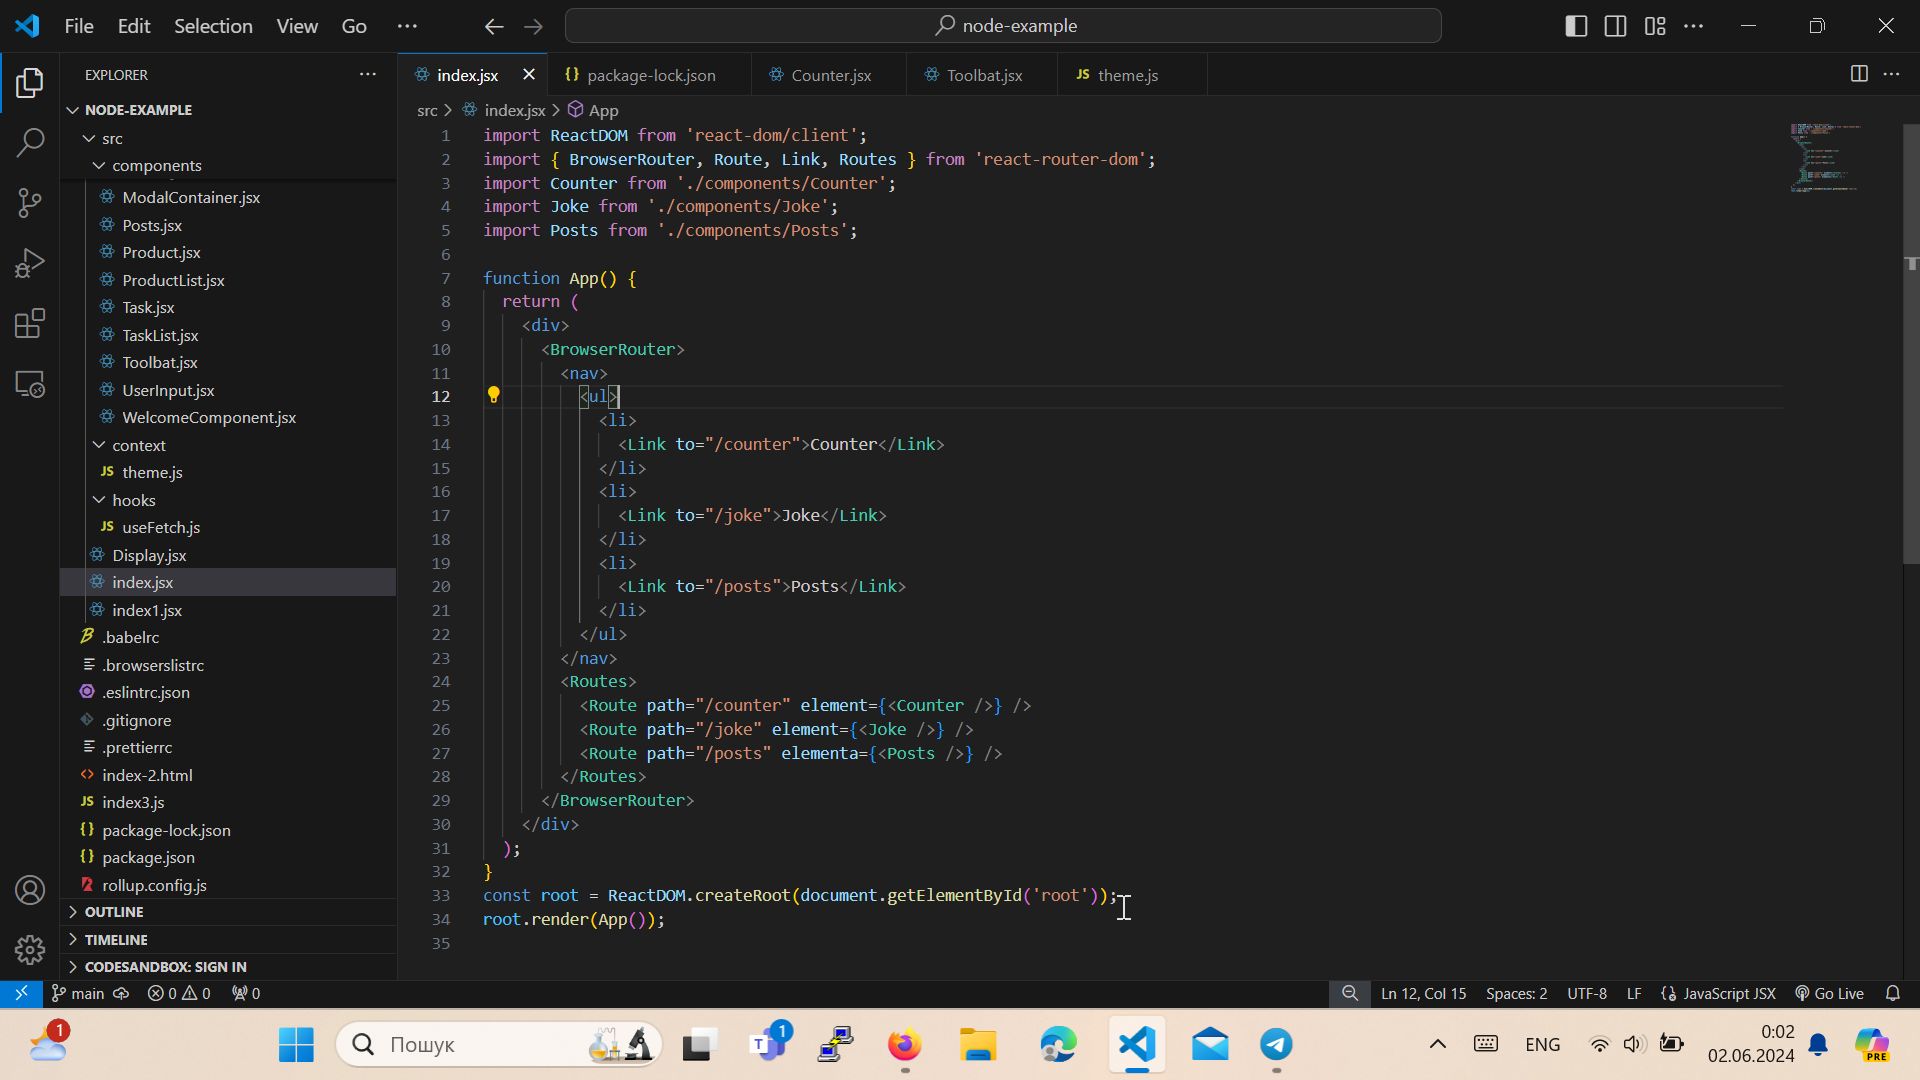 File Edit Selection View Go ···
node-example
EXPLORER
NODE-EXAMPLE
src
components
ModalContainer.jsx
Posts.jsx
Product.jsx
ProductList.jsx
Task.jsx
TaskList.jsx
Toolbat.jsx
UserInput.jsx
WelcomeComponent.jsx
context
JS theme.js
hooks
JS useFetch.js
Display.jsx
index.jsx
index1.jsx
.babelrc
.browserslistrc
.eslintrc.json
.gitignore
.prettierrc
<> index-2.html
JS index3.js
{} package-lock.json
{} package.json
rollup.config.js
OUTLINE
TIMELINE
CODESANDBOX: SIGN IN
index.jsx {} package-lock.json Counter.jsx Toolbat.jsx JS theme.js
src > index.jsx > App
1 import ReactDOM from 'react-dom/client';
2 import { BrowserRouter, Route, Link, Routes } from 'react-router-dom';
3 import Counter from './components/Counter';
4 import Joke from './components/Joke';
5 import Posts from './components/Posts';
6
7 function App() {
8 return (
9 <div>
10 <BrowserRouter>
11 <nav>
12 <ul>
13 <li>
14 <Link to="/counter">Counter</Link>
15 </li>
16 <li>
17 <Link to="/joke">Joke</Link>
18 </li>
19 <li>
20 <Link to="/posts">Posts</Link>
21 </li>
22 </ul>
23 </nav>
24 <Routes>
25 <Route path="/counter" element={<Counter />} />
26 <Route path="/joke" element={<Joke />} />
27 <Route path="/posts" elementa={<Posts />} />
28 </Routes>
29 </BrowserRouter>
30 </div>
31 );
32 }
33 const root = ReactDOM.createRoot(document.getElementById('root'));
34 root.render(App());
35
main 0 0 0 Ln 12, Col 15 Spaces: 2 UTF-8 LF JavaScript JSX Go Live
1 Пошук 1 T ENG PRE
0:02
02.06.2024